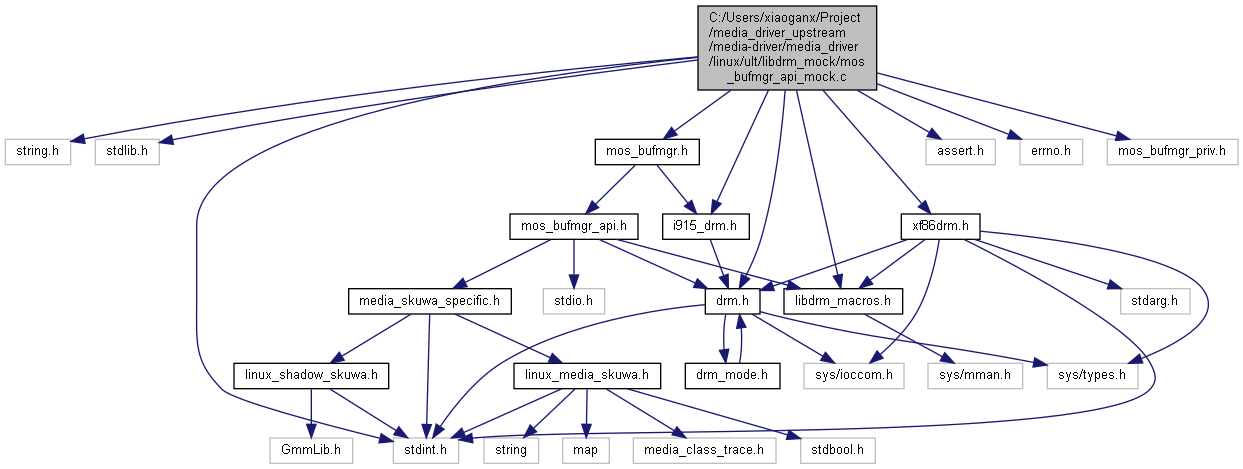 C:/Users/xiaoganx/Project
/media_driver_upstream
/media-driver/media_driver
/linux/ult/libdrm_mock/mos
_bufmgr_api_mock.c
string.h
stdlib.h
mos_bufmgr.h
assert.h
errno.h
mos_bufmgr_priv.h
mos_bufmgr_api.h
i915_drm.h
xf86drm.h
media_skuwa_specific.h
stdio.h
drm.h
libdrm_macros.h
stdarg.h
linux_shadow_skuwa.h
linux_media_skuwa.h
drm_mode.h
sys/ioccom.h
sys/mman.h
sys/types.h
GmmLib.h
stdint.h
string
map
media_class_trace.h
stdbool.h